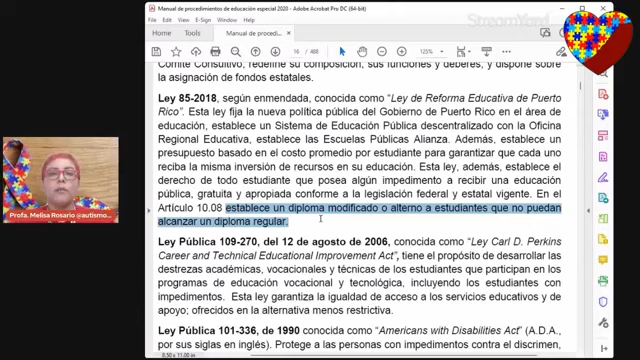 Manual de procedimientos de educación especial 2020 (64-bit) - Adobe Acrobat Pro DC (64-bit)
File Edit View E-Sign Window Help
Home Tools Manual de procedi... ×
16 / 408 125%
Comité Consultivo, redefine su composición, sus funciones y deberes, y dispone sobre
la asignación de fondos estatales.
Ley 85-2018, según enmendada, conocida como “Ley de Reforma Educativa de Puerto
Rico”. Esta ley fija la nueva política pública del Gobierno de Puerto Rico en el área de
educación, establece un Sistema de Educación Pública descentralizado con la Oficina
Regional Educativa, establece las Escuelas Públicas Alianza. Además, establece un
presupuesto basado en el costo promedio por estudiante para garantizar que cada uno
reciba la misma inversión de recursos en su educación. Esta ley, además, establece el
derecho de todo estudiante que posea algún impedimento a recibir una educación
pública, gratuita y apropiada conforme a la legislación federal y estatal vigente. En el
Artículo 10.08 establece un diploma modificado o alterno a estudiantes que no puedan
alcanzar un diploma regular.
Ley Pública 109-270, del 12 de agosto de 2006, conocida como “Ley Carl D. Perkins
Career and Technical Educational Improvement Act”, tiene el propósito de desarrollar las
destrezas académicas, vocacionales y técnicas de los estudiantes que participan en los
programas de educación vocacional y tecnológica, incluyendo los estudiantes con
impedimentos. Esta ley garantiza la igualdad de acceso a los servicios educativos y de
apoyo; ofrecidos en la alternativa menos restrictiva.
Ley Pública 101-336, de 1990 conocida como “Americans with Disabilities Act” (A.D.A.,
por sus siglas en inglés). Protege a las personas con impedimentos contra el discrimen,
8.50 x 11.00 in
StreamYard
Profa. Melisa Rosario @autismo